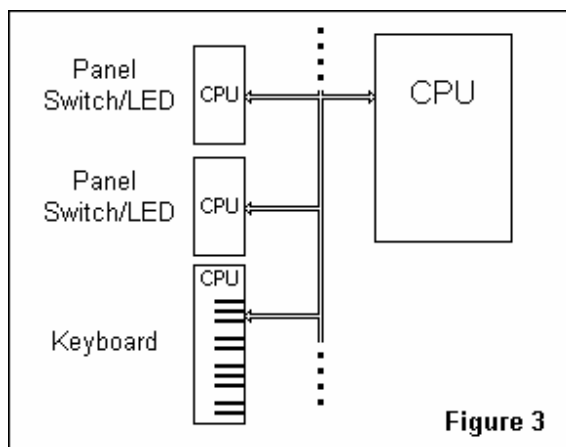 Panel
Switch/LED
CPU
CPU
Panel
Switch/LED
CPU
CPU
Keyboard
Figure 3